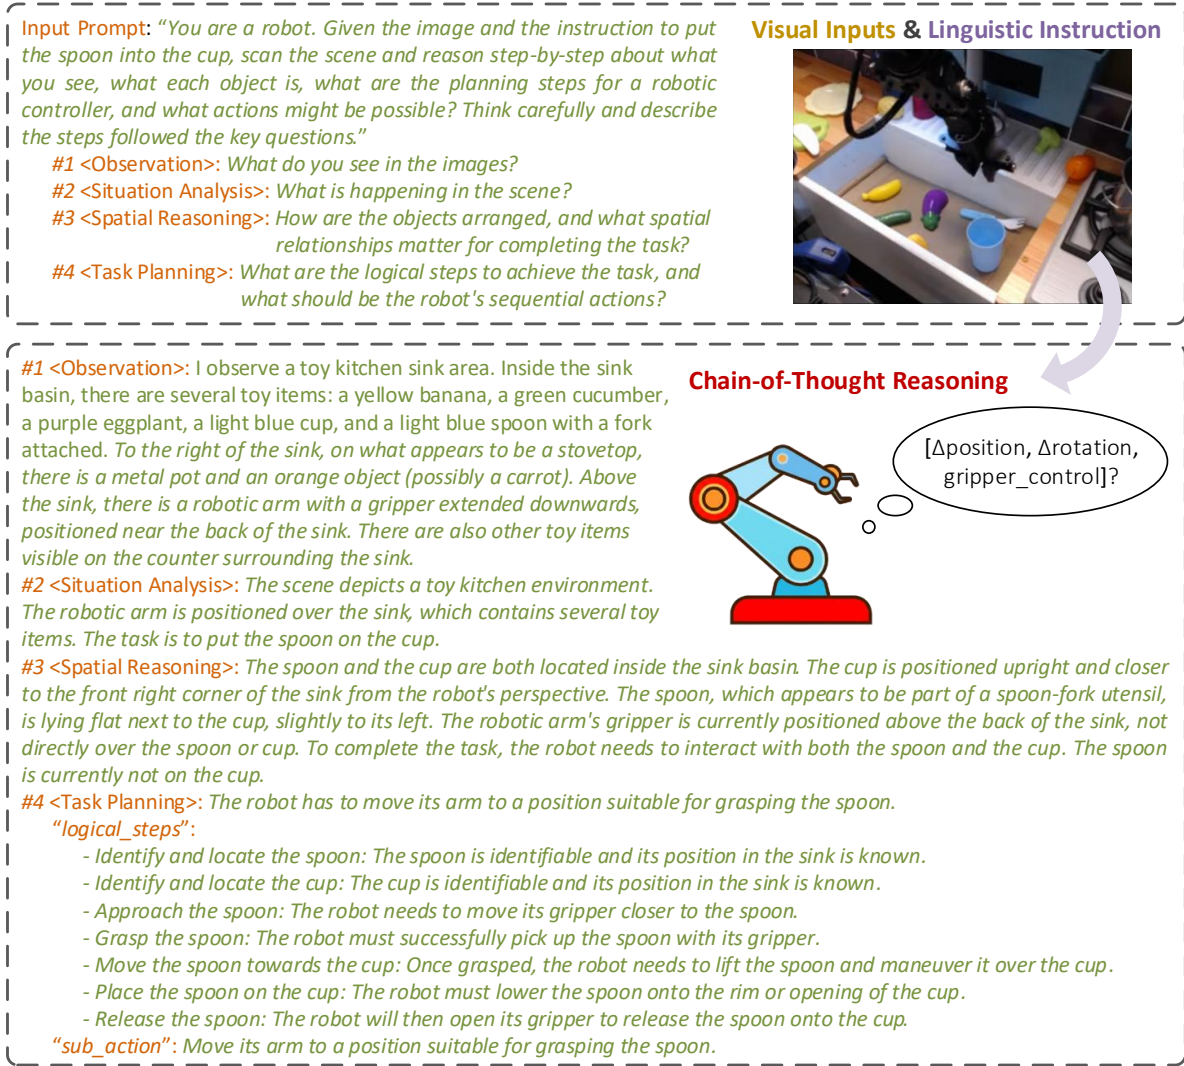 Input Prompt: “You are a robot. Given the image and the instruction to put
the spoon into the cup, scan the scene and reason step-by-step about what
you see, what each object is, what are the planning steps for a robotic
controller, and what actions might be possible? Think carefully and describe
the steps followed the key questions.”
#1 <Observation>: What do you see in the images?
#2 <Situation Analysis>: What is happening in the scene?
#3 <Spatial Reasoning>: How are the objects arranged, and what spatial
relationships matter for completing the task?
#4 <Task Planning>: What are the logical steps to achieve the task, and
what should be the robot's sequential actions?
Visual Inputs & Linguistic Instruction
#1 <Observation>: I observe a toy kitchen sink area. Inside the sink
basin, there are several toy items: a yellow banana, a green cucumber,
a purple eggplant, a light blue cup, and a light blue spoon with a fork
attached. To the right of the sink, on what appears to be a stovetop,
there is a metal pot and an orange object (possibly a carrot). Above
the sink, there is a robotic arm with a gripper extended downwards,
positioned near the back of the sink. There are also other toy items
visible on the counter surrounding the sink.
#2 <Situation Analysis>: The scene depicts a toy kitchen environment.
The robotic arm is positioned over the sink, which contains several toy
items. The task is to put the spoon on the cup.
Chain-of-Thought Reasoning
[Δposition, Δrotation,
gripper_control]?
#3 <Spatial Reasoning>: The spoon and the cup are both located inside the sink basin. The cup is positioned upright and closer
to the front right corner of the sink from the robot's perspective. The spoon, which appears to be part of a spoon-fork utensil,
is lying flat next to the cup, slightly to its left. The robotic arm's gripper is currently positioned above the back of the sink, not
directly over the spoon or cup. To complete the task, the robot needs to interact with both the spoon and the cup. The spoon
is currently not on the cup.
#4 <Task Planning>: The robot has to move its arm to a position suitable for grasping the spoon.
“logical_steps”:
- Identify and locate the spoon: The spoon is identifiable and its position in the sink is known.
- Identify and locate the cup: The cup is identifiable and its position in the sink is known.
- Approach the spoon: The robot needs to move its gripper closer to the spoon.
- Grasp the spoon: The robot must successfully pick up the spoon with its gripper.
- Move the spoon towards the cup: Once grasped, the robot needs to lift the spoon and maneuver it over the cup.
- Place the spoon on the cup: The robot must lower the spoon onto the rim or opening of the cup.
- Release the spoon: The robot will then open its gripper to release the spoon onto the cup.
“sub_action”: Move its arm to a position suitable for grasping the spoon.